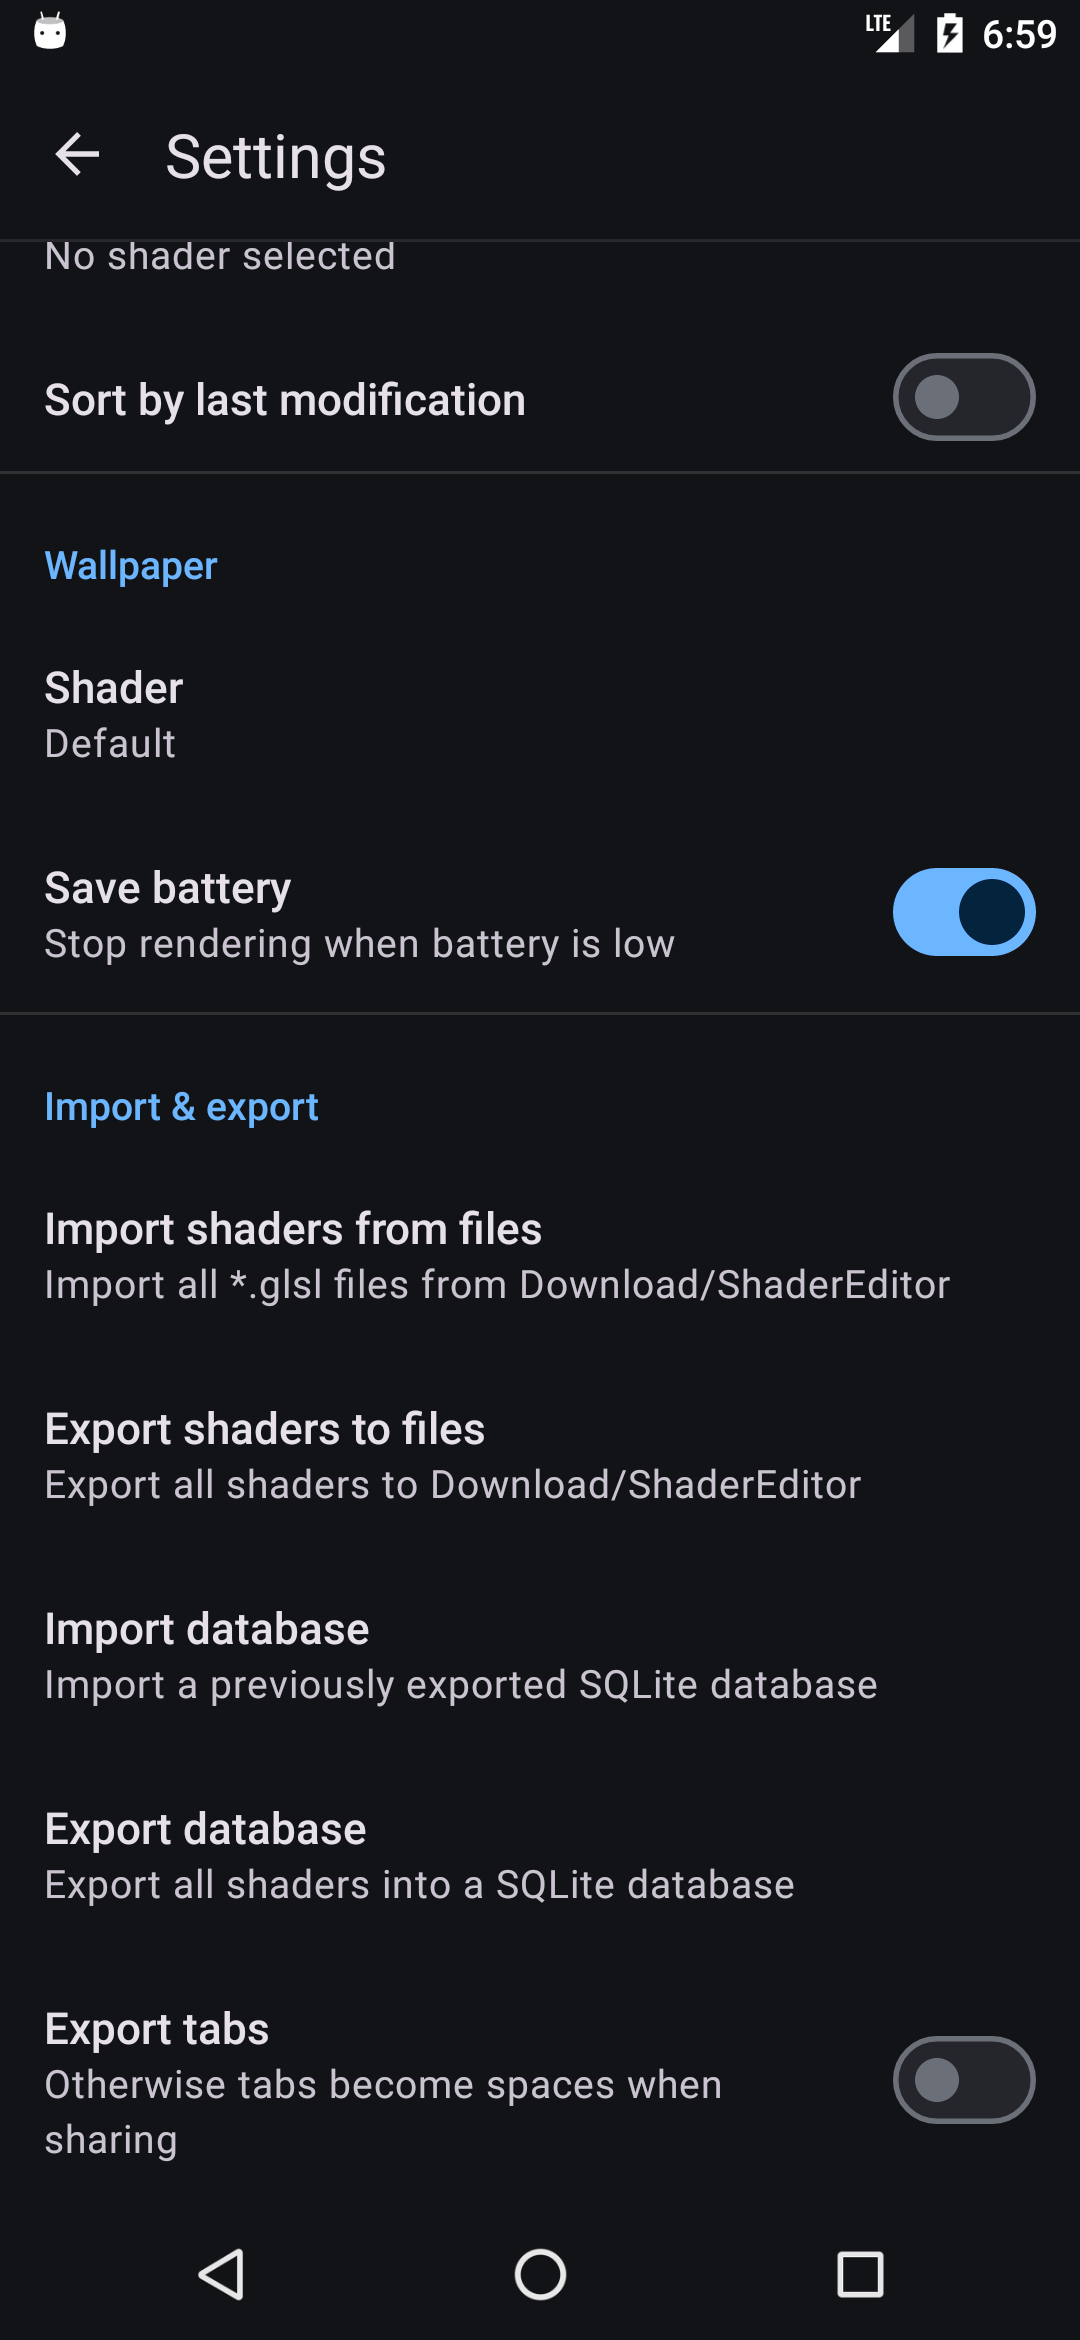 LTE 6:59
Settings
No shader selected
Sort by last modification
Wallpaper
Shader
Default
Save battery
Stop rendering when battery is low
Import & export
Import shaders from files
Import all *.glsl files from Download/ShaderEditor
Export shaders to files
Export all shaders to Download/ShaderEditor
Import database
Import a previously exported SQLite database
Export database
Export all shaders into a SQLite database
Export tabs
Otherwise tabs become spaces when
sharing